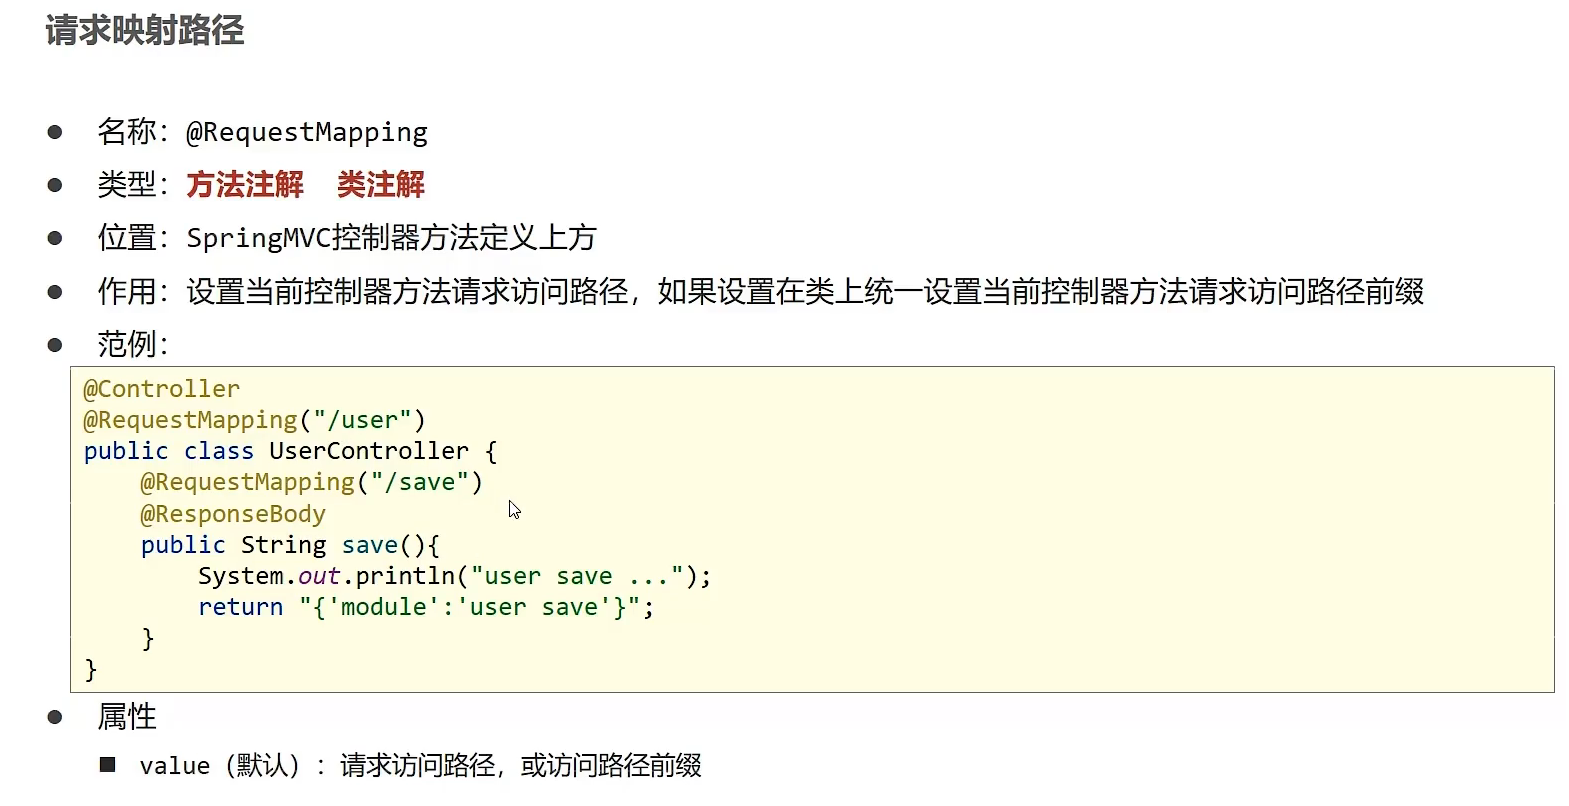 请求映射路径
● 名称：@RequestMapping
● 类型：方法注解 类注解
● 位置：SpringMVC控制器方法定义上方
● 作用：设置当前控制器方法请求访问路径，如果设置在类上统一设置当前控制器方法请求访问路径前缀
● 范例：
@Controller
@RequestMapping("/user")
public class UserController {
    @RequestMapping("/save")
    @ResponseBody
    public String save(){
        System.out.println("user save ...");
        return "{'module':'user save'}";
    }
}
● 属性
■ value（默认）：请求访问路径，或访问路径前缀